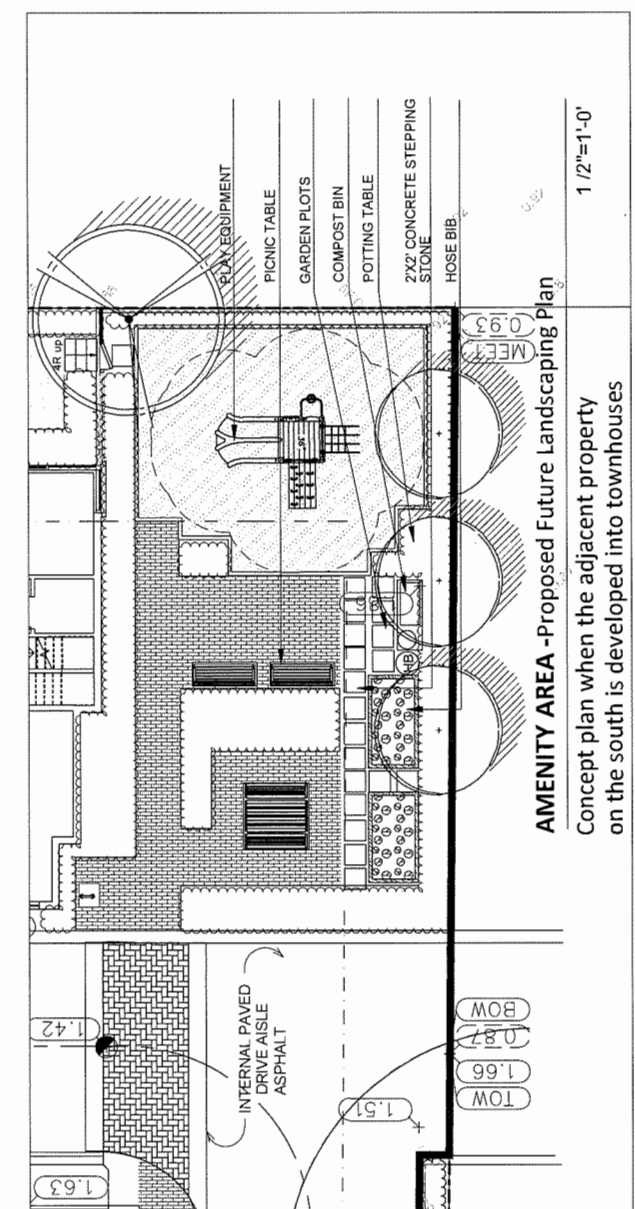 PLAY EQUIPMENT
PICNIC TABLE
GARDEN PLOTS
COMPOST BIN
POTTING TABLE
2'X2' CONCRETE STEPPING
STONE
HOSE BIB
1 /2"=1'-0'
4R up
0.93
MEET
HB
AMENITY AREA -Proposed Future Landscaping Plan
Concept plan when the adjacent property
on the south is developed into townhouses
INTERNAL PAVED
DRIVE AISLE
ASPHALT
1.42
1.63
1.51
BOW
0.87
1.66
TOW